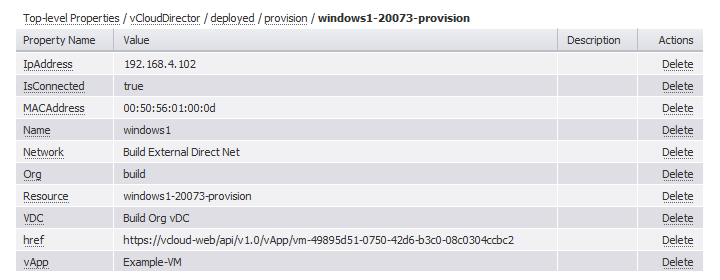 Top-level Properties / vCloudDirector / deployed / provision / windows1-20073-provision
Property Name Value Description Actions
IpAddress 192.168.4.102 Delete
IsConnected true Delete
MACAddress 00:50:56:01:00:0d Delete
Name windows1 Delete
Network Build External Direct Net Delete
Org build Delete
Resource windows1-20073-provision Delete
VDC Build Org vDC Delete
href https://vcloud-web/api/v1.0/vApp/vm-49895d51-0750-42d6-b3c0-08c0304ccbc2 Delete
vApp Example-VM Delete